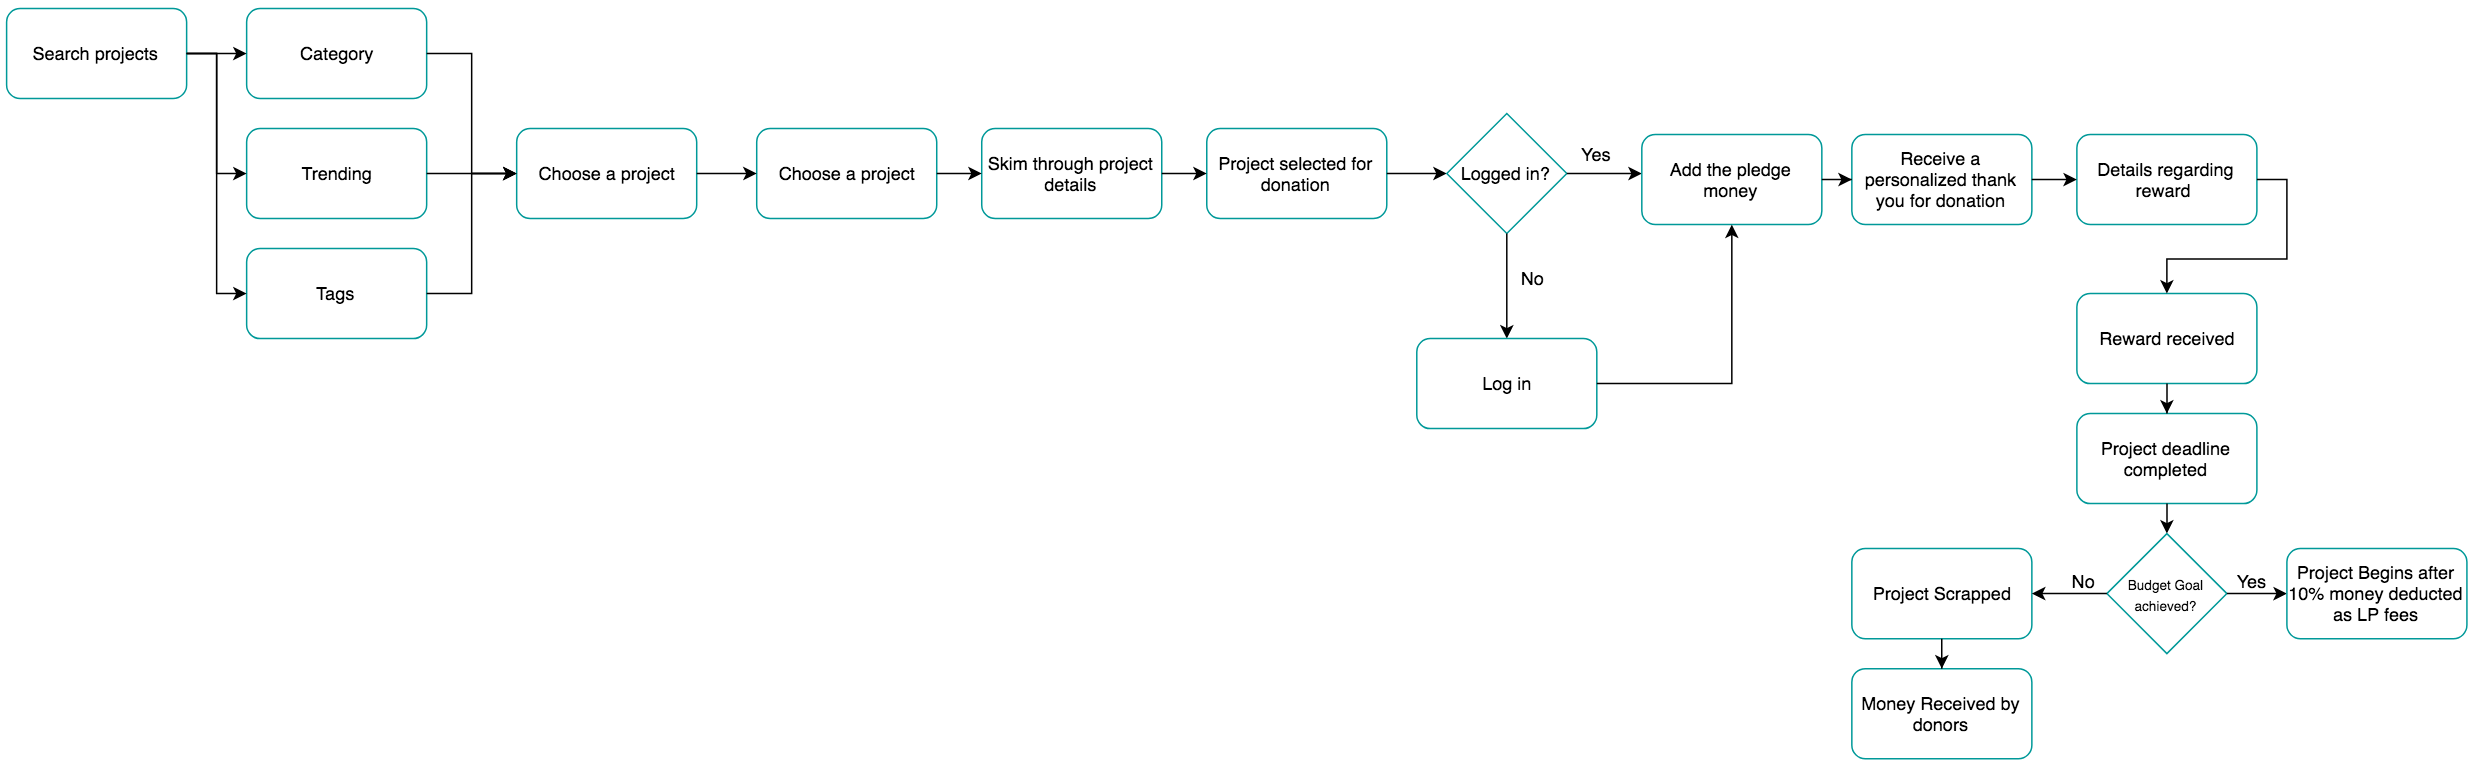 Search projects
Category
Trending
Tags
Choose a project
Choose a project
Skim through project
details
Project selected for
donation
Logged in?
Yes
No
Log in
Add the pledge
money
Receive a
personalized thank
you for donation
Details regarding
reward
Reward received
Project deadline
completed
Budget Goal
achieved?
No
Yes
Project Scrapped
Project Begins after
10% money deducted
as LP fees
Money Received by
donors